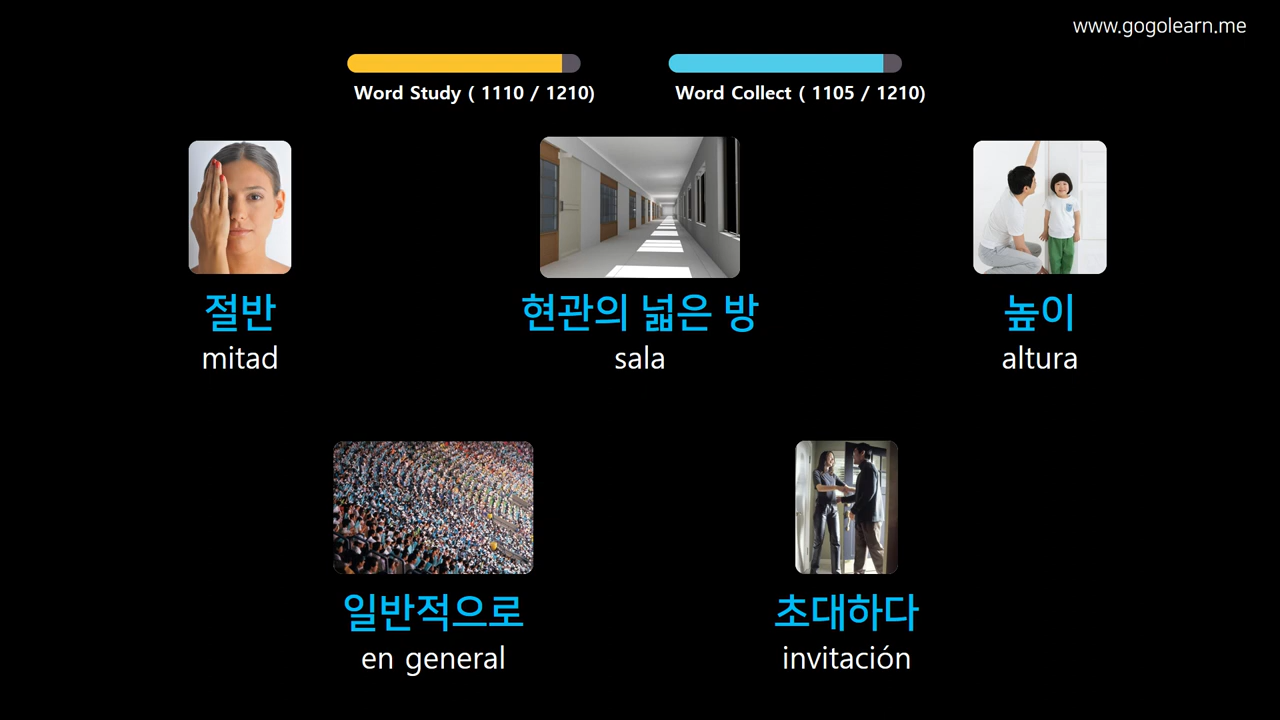 www.gogolearn.me
Word Study ( 1110 / 1210)
Word Collect ( 1105 / 1210)
절반
mitad
현관의 넓은 방
sala
높이
altura
일반적으로
en general
초대하다
invitación